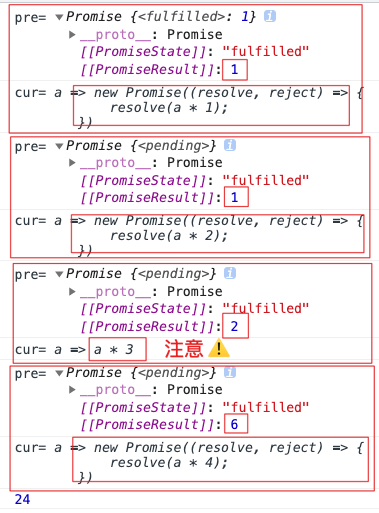 pre= ▼Promise {<fulfilled>: 1} i
▶__proto__: Promise
[[PromiseState]]: "fulfilled"
[[PromiseResult]]: 1
cur= a => new Promise((resolve, reject) => {
resolve(a * 1);
})
pre= ▼Promise {<pending>} i
▶__proto__: Promise
[[PromiseState]]: "fulfilled"
[[PromiseResult]]: 1
cur= a => new Promise((resolve, reject) => {
resolve(a * 2);
})
pre= ▼Promise {<pending>} i
▶__proto__: Promise
[[PromiseState]]: "fulfilled"
[[PromiseResult]]: 2
cur= a => a * 3 注意⚠️
pre= ▼Promise {<pending>} i
▶__proto__: Promise
[[PromiseState]]: "fulfilled"
[[PromiseResult]]: 6
cur= a => new Promise((resolve, reject) => {
resolve(a * 4);
})
24